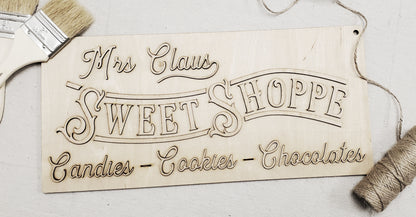 Mrs Claus
SWEET SHOPPE
Candies - Cookies - Chocolates